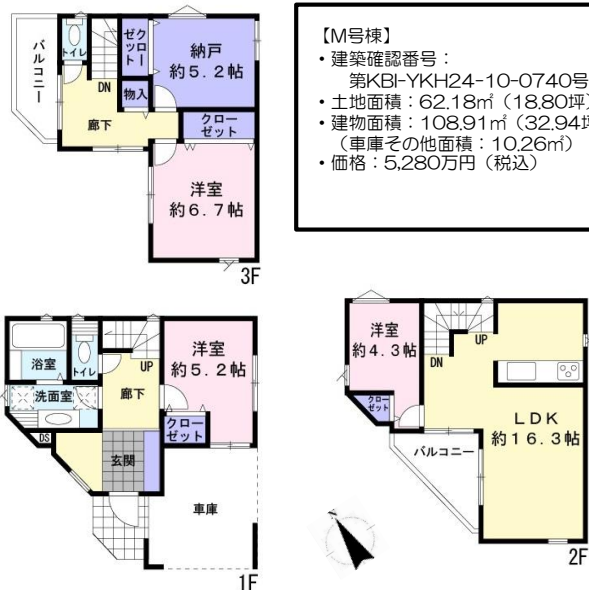 【M号棟】
・建築確認番号：
第KBI-YKH24-10-0740号
・土地面積：62.18㎡（18.80坪）
・建物面積：108.91㎡（32.94坪
（車庫その他面積：10.26㎡）
・価格：5,280万円（税込）
バルコニー
トイレ
クローゼット
納戸
約5.2帖
DN
物入
廊下
クローゼット
洋室
約6.7帖
3F
浴室
トイレ
UP
洋室
約5.2帖
洗面室
廊下
クローゼット
DS
玄関
車庫
1F
洋室
約4.3帖
DN
UP
クローゼット
LDK
約16.3帖
バルコニー
2F